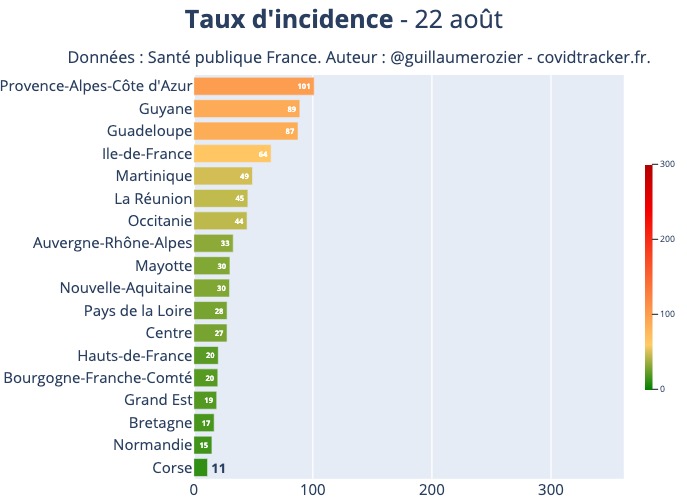 Taux d'incidence - 22 août
Données : Santé publique France. Auteur : @guillaumerozier - covidtracker.fr.
Provence-Alpes-Côte d'Azur 101
Guyane 89
Guadeloupe 87
Ile-de-France 64
Martinique 49
La Réunion 45
Occitanie 44
Auvergne-Rhône-Alpes 33
Mayotte 30
Nouvelle-Aquitaine 30
Pays de la Loire 28
Centre 27
Hauts-de-France 20
Bourgogne-Franche-Comté 20
Grand Est 19
Bretagne 17
Normandie 15
Corse 11
0 100 200 300
300
200
100
0